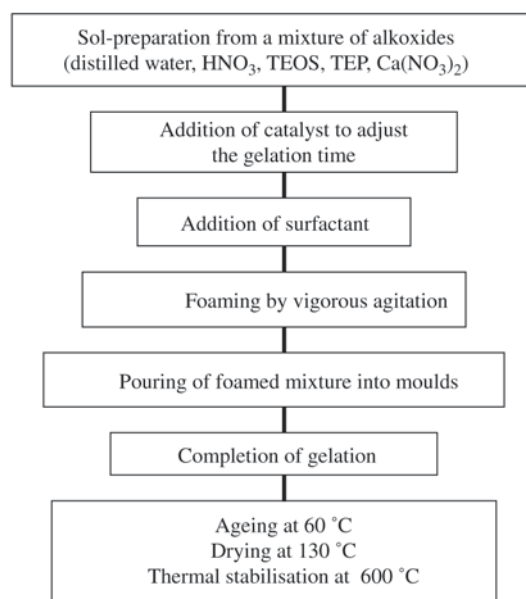 Sol-preparation from a mixture of alkoxides
(distilled water, HNO₃, TEOS, TEP, Ca(NO₃)₂)
Addition of catalyst to adjust
the gelation time
Addition of surfactant
Foaming by vigorous agitation
Pouring of foamed mixture into moulds
Completion of gelation
Ageing at 60 ˚C
Drying at 130 ˚C
Thermal stabilisation at 600 ˚C